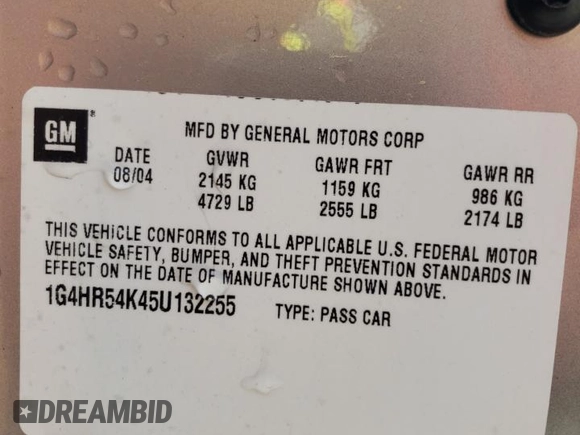 GM
®
MFD BY GENERAL MOTORS CORP
DATE GVWR GAWR FRT GAWR RR
08/04 2145 KG 1159 KG 986 KG
4729 LB 2555 LB 2174 LB
THIS VEHICLE CONFORMS TO ALL APPLICABLE U.S. FEDERAL MOTOR
VEHICLE SAFETY, BUMPER, AND THEFT PREVENTION STANDARDS IN
EFFECT ON THE DATE OF MANUFACTURE SHOWN ABOVE.
1G4HR54K45U132255 TYPE: PASS CAR
DREAMBID